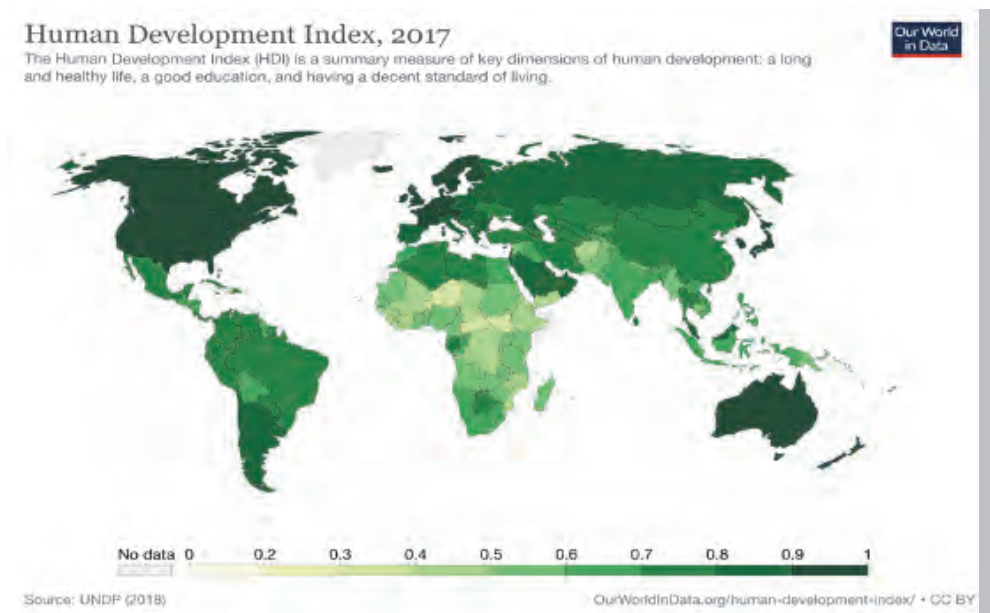 Human Development Index, 2017
Our World
in Data
The Human Development Index (HDI) is a summary measure of key dimensions of human development: a long
and healthy life, a good education, and having a decent standard of living.
No data 0 0.2 0.3 0.4 0.5 0.6 0.7 0.8 0.9 1
Source: UNDP (2018)
OurWorldInData.org/human-development-index/ • CC BY